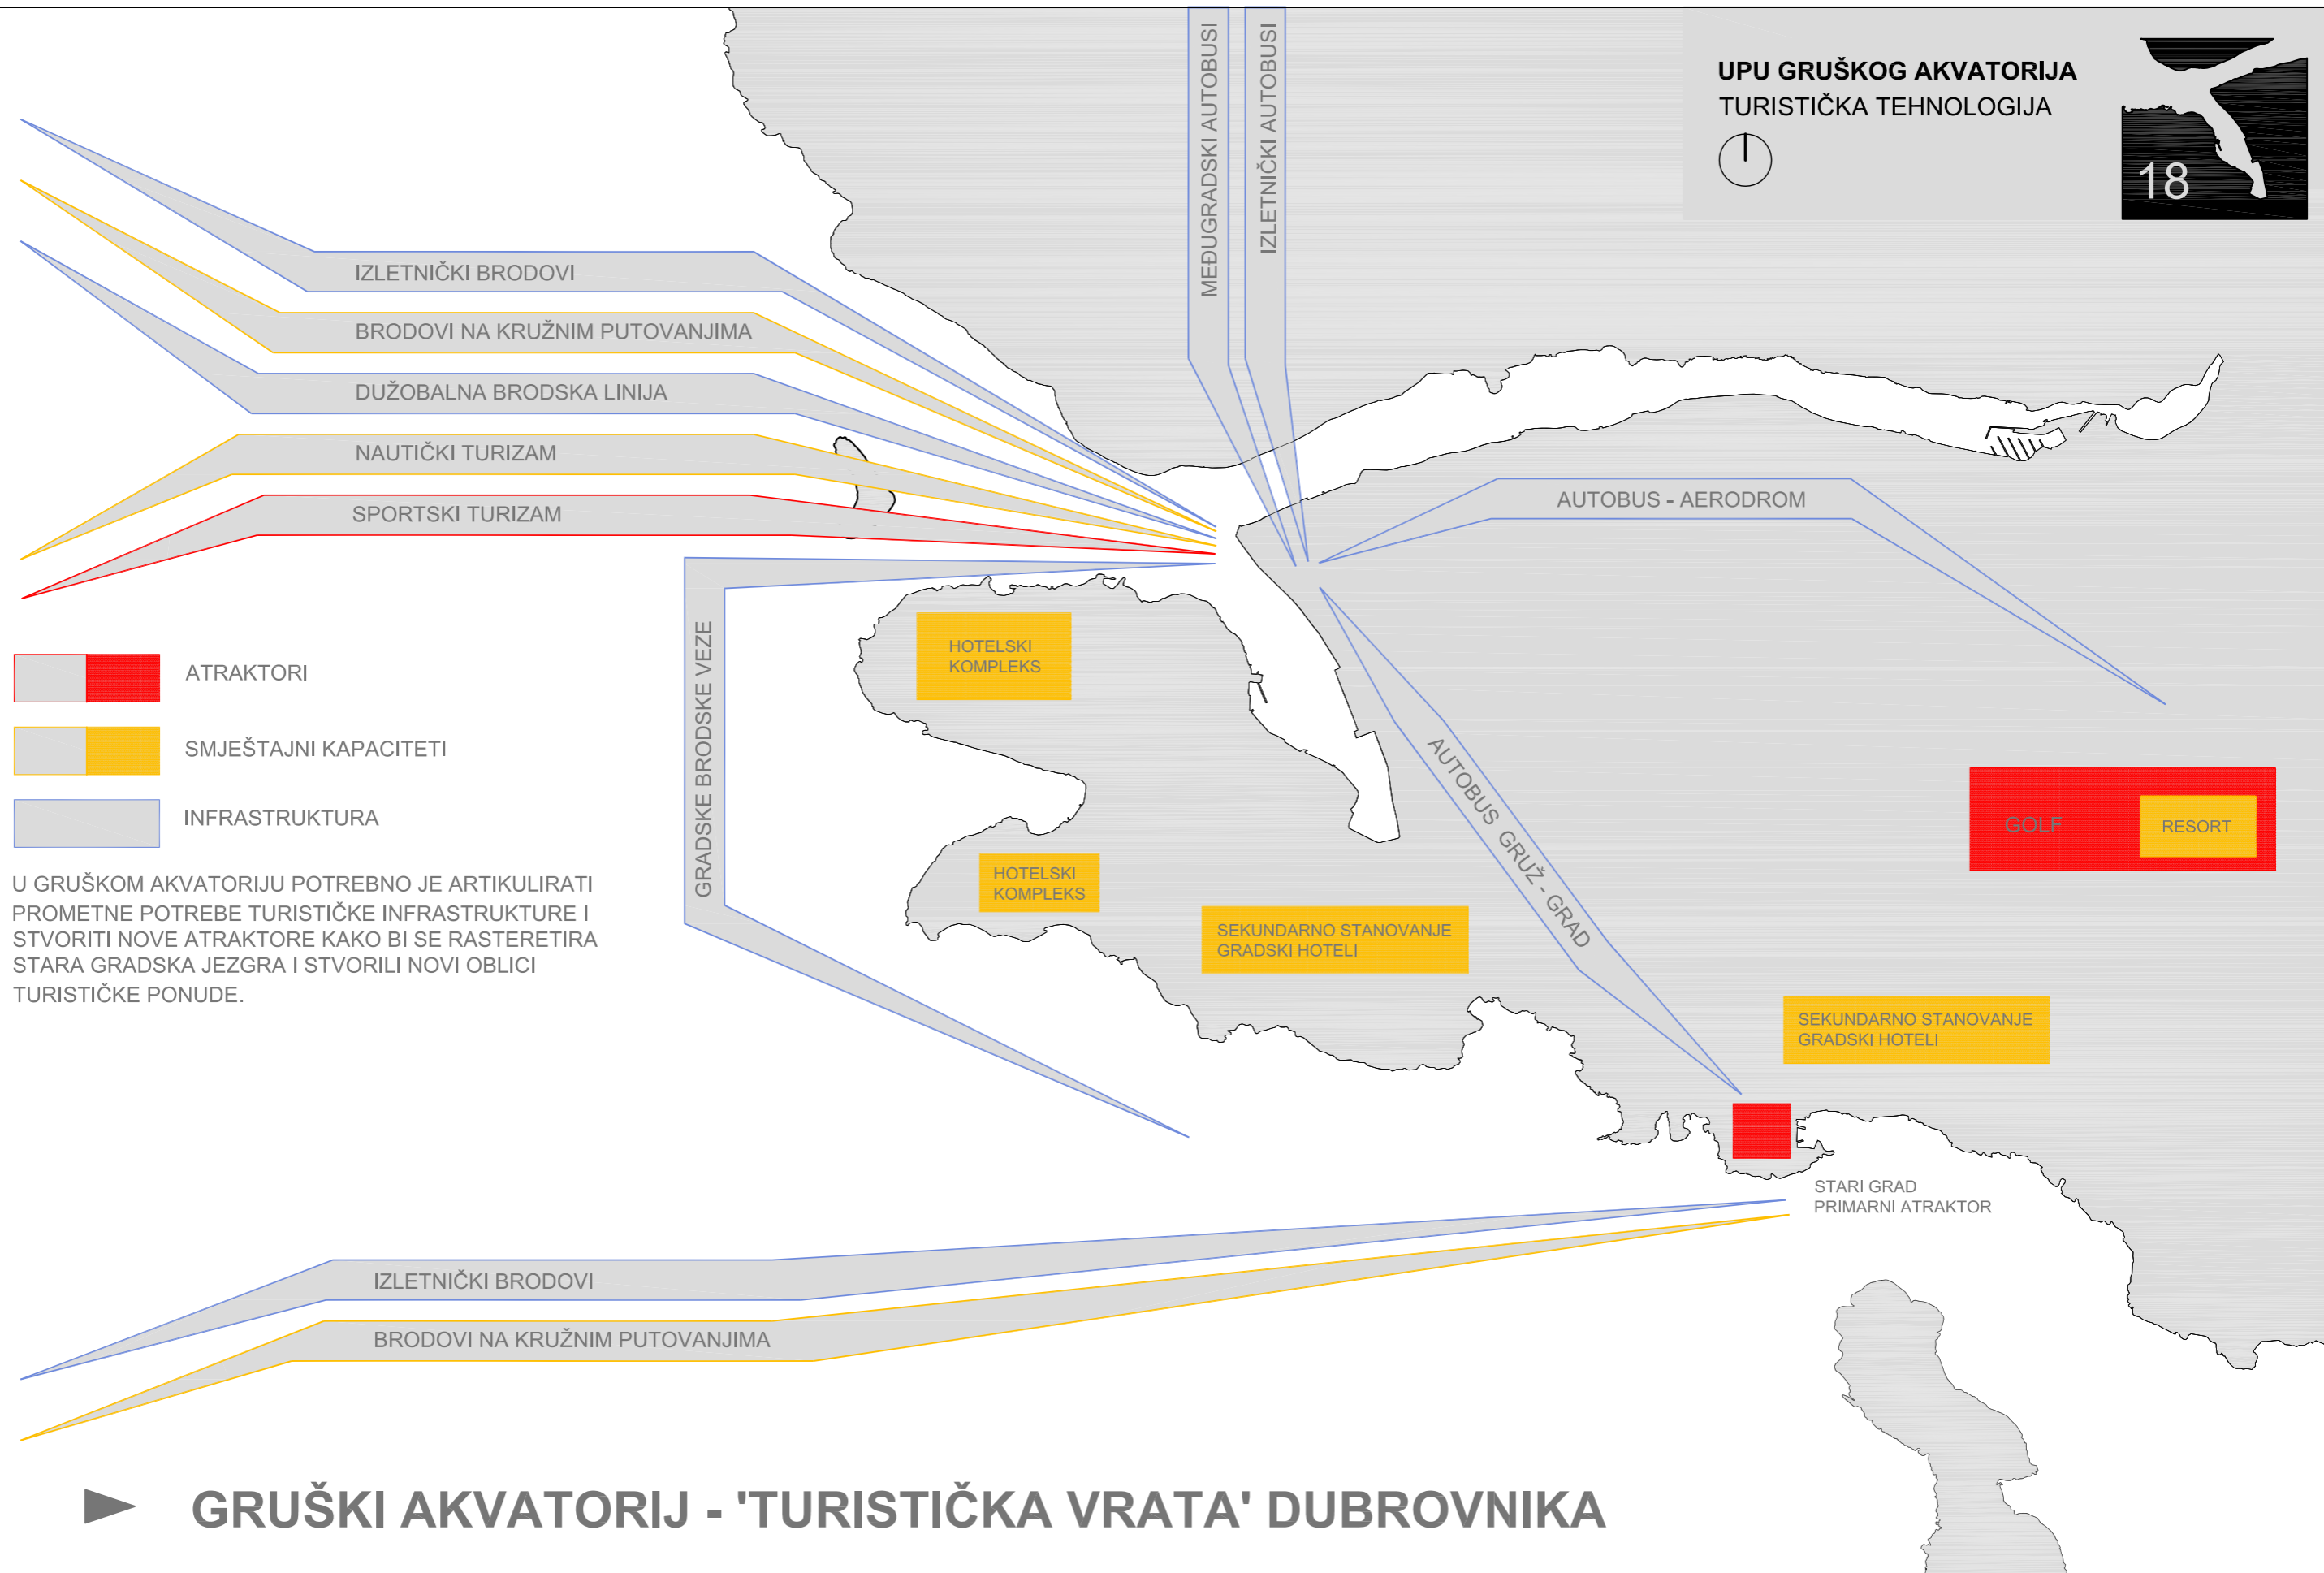 MEĐUGRADSKI AUTOBUSI
IZLETNIČKI AUTOBUSI
UPU GRUŠKOG AKVATORIJA
TURISTIČKA TEHNOLOGIJA
18
IZLETNIČKI BRODOVI
BRODOVI NA KRUŽNIM PUTOVANJIMA
DUŽOBALNA BRODSKA LINIJA
NAUTIČKI TURIZAM
SPORTSKI TURIZAM
AUTOBUS - AERODROM
GRADSKE BRODSKE VEZE
HOTELSKI
KOMPLEKS
ATRAKTORI
SMJEŠTAJNI KAPACITETI
INFRASTRUKTURA
AUTOBUS GRUŽ - GRAD
GOLF
RESORT
U GRUŠKOM AKVATORIJU POTREBNO JE ARTIKULIRATI
PROMETNE POTREBE TURISTIČKE INFRASTRUKTURE I
STVORITI NOVE ATRAKTORE KAKO BI SE RASTERETIRA
STARA GRADSKA JEZGRA I STVORILI NOVI OBLICI
TURISTIČKE PONUDE.
HOTELSKI
KOMPLEKS
SEKUNDARNO STANOVANJE
GRADSKI HOTELI
SEKUNDARNO STANOVANJE
GRADSKI HOTELI
STARI GRAD
PRIMARNI ATRAKTOR
IZLETNIČKI BRODOVI
BRODOVI NA KRUŽNIM PUTOVANJIMA
GRUŠKI AKVATORIJ - 'TURISTIČKA VRATA' DUBROVNIKA